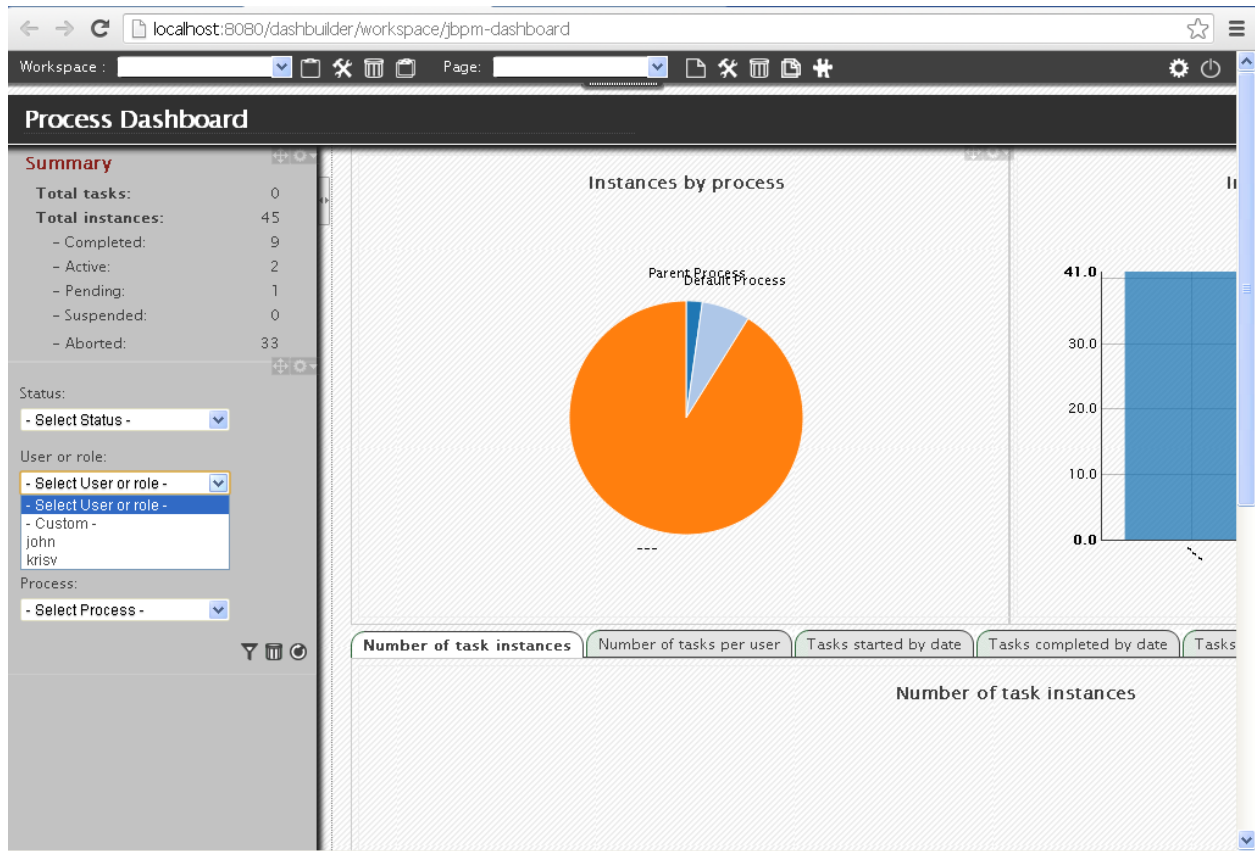 localhost:8080/dashbuilder/workspace/jbpm-dashboard
Workspace : Page:
Process Dashboard
Summary
Total tasks: 0
Total instances: 45
- Completed: 9
- Active: 2
- Pending: 1
- Suspended: 0
- Aborted: 33
Status:
- Select Status -
User or role:
- Select User or role -
- Select User or role -
- Custom -
john
krisv
Process:
- Select Process -
Instances by process
Parent Process
Default Process
---
41.0
30.0
20.0
10.0
0.0
---
Number of task instances Number of tasks per user Tasks started by date Tasks completed by date Tasks
Number of task instances